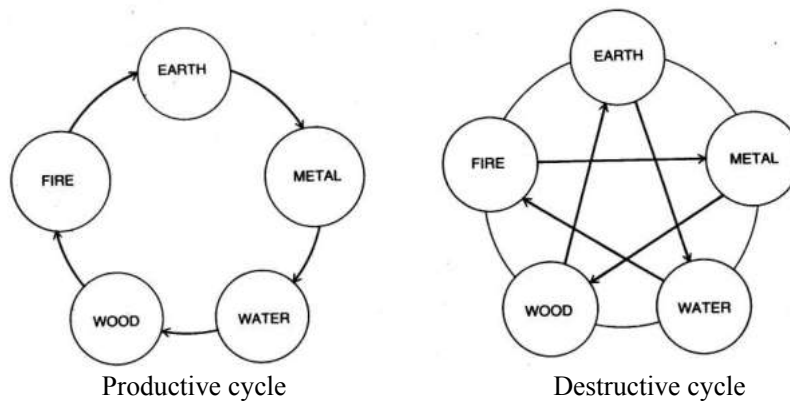 EARTH
METAL
WATER
WOOD
FIRE
Productive cycle
EARTH
METAL
WATER
WOOD
FIRE
Destructive cycle